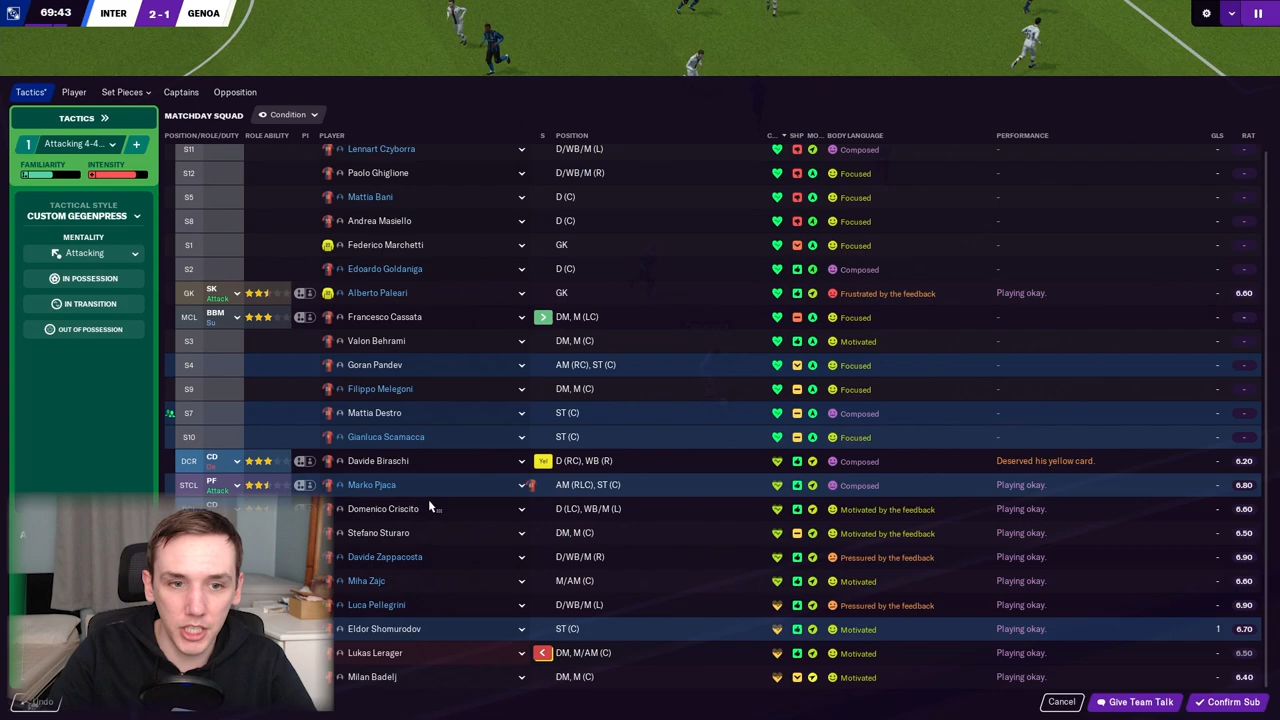 69:43 INTER 2 - 1 GENOA
Tactics* Player Set Pieces Captains Opposition
TACTICS
MATCHDAY SQUAD Condition
POSITION/ROLE/DUTY ROLE ABILITY PI PLAYER S POSITION C... SHP MO... BODY LANGUAGE PERFORMANCE GLS RAT
1 Attacking 4-4...
FAMILIARITY INTENSITY
TACTICAL STYLE
CUSTOM GEGENPRESS
MENTALITY
Attacking
IN POSSESSION
IN TRANSITION
OUT OF POSSESSION
S11 Lennart Czyborra D/WB/M (L) Composed - - -
S12 Paolo Ghiglione D/WB/M (R) Focused - - -
S5 Mattia Bani D (C) Focused - - -
S8 Andrea Masiello D (C) Focused - - -
S1 Federico Marchetti GK Focused - - -
S2 Edoardo Goldaniga D (C) Composed - - -
GK SK Attack Alberto Paleari GK Frustrated by the feedback Playing okay. - 6.60
MCL BBM Su Francesco Cassata DM, M (LC) Focused - - -
S3 Valon Behrami DM, M (C) Motivated - - -
S4 Goran Pandev AM (RC), ST (C) Focused - - -
S9 Filippo Melegoni DM, M (C) Focused - - -
S7 Mattia Destro ST (C) Composed - - -
S10 Gianluca Scamacca ST (C) Focused - - -
DCR CD De Davide Biraschi Yel D (RC), WB (R) Composed Deserved his yellow card. - 6.20
STCL PF Attack Marko Pjaca AM (RLC), ST (C) Composed Playing okay. - 6.80
Domenico Criscito D (LC), WB/M (L) Motivated by the feedback Playing okay. - 6.60
Stefano Sturaro DM, M (C) Motivated by the feedback Playing okay. - 6.50
Davide Zappacosta D/WB/M (R) Pressured by the feedback Playing okay. - 6.90
Miha Zajc M/AM (C) Motivated Playing okay. - 6.60
Luca Pellegrini D/WB/M (L) Pressured by the feedback Playing okay. - 6.90
Eldor Shomurodov ST (C) Motivated Playing okay. 1 6.70
Lukas Lerager DM, M/AM (C) Motivated Playing okay. - 6.50
Milan Badelj DM, M (C) Motivated Playing okay. - 6.40
Undo Cancel Give Team Talk Confirm Sub